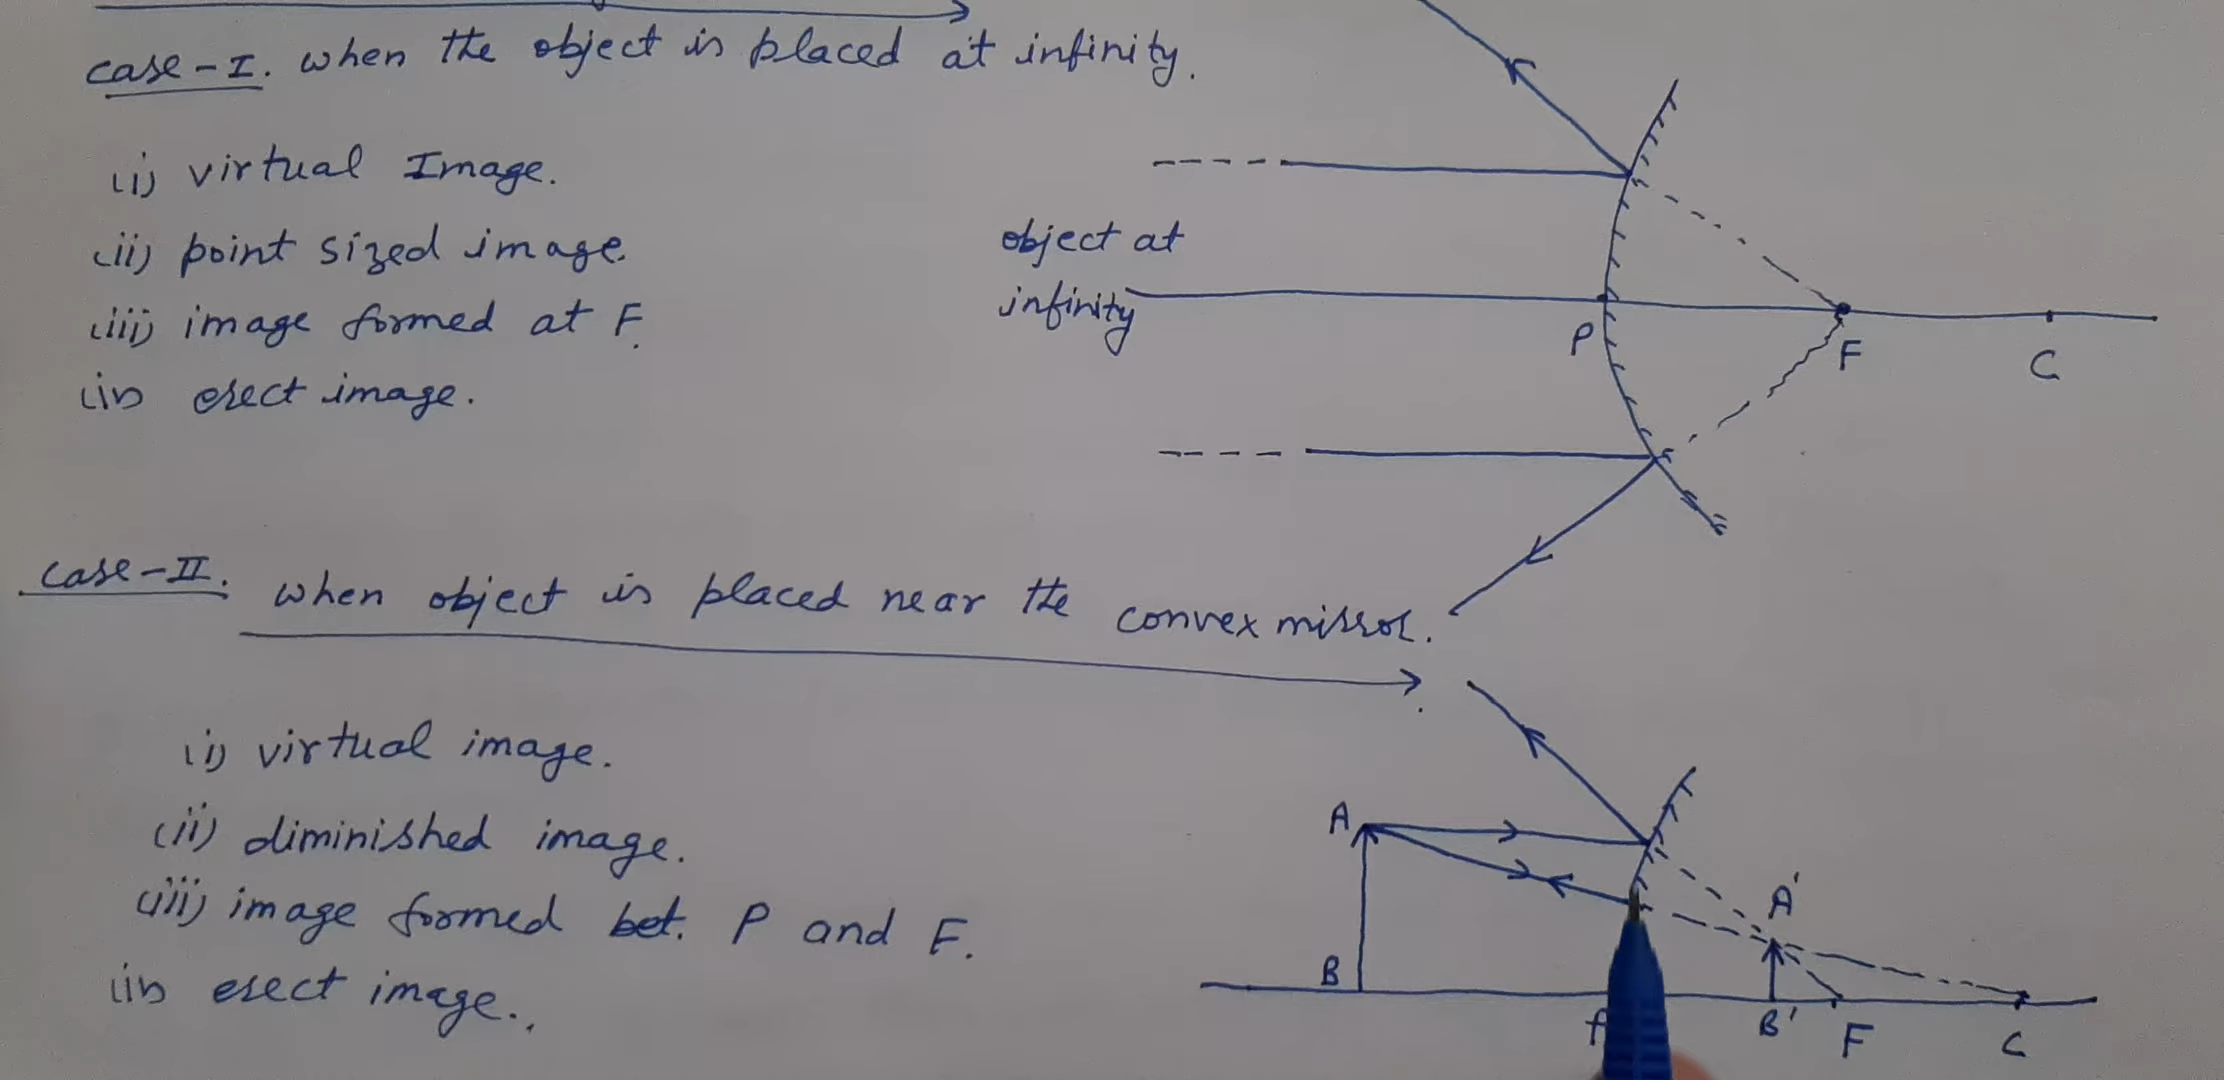 case-I. when the object is placed at infinity.
(i) virtual Image.
(ii) point sized image.
(iii) image formed at F.
(iv) erect image.
object at
infinity
P
F
C
case-II. when object is placed near the convex mirror.
(i) virtual image.
(ii) diminished image.
(iii) image formed bet. P and F.
(iv) erect image.
A
A'
B
B'
F
C